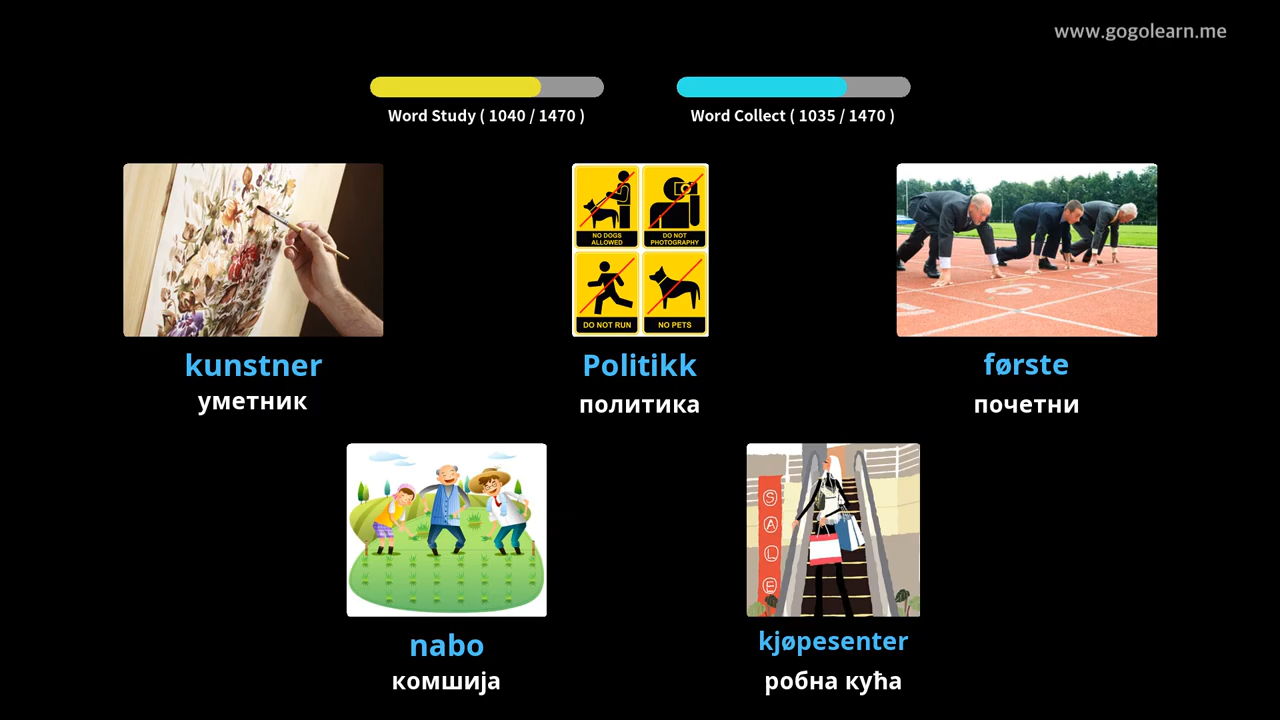 www.gogolearn.me
Word Study ( 1040 / 1470 )
Word Collect ( 1035 / 1470 )
NO DOGS
ALLOWED
DO NOT
PHOTOGRAPHY
DO NOT RUN
NO PETS
kunstner
уметник
Politikk
политика
første
почетни
SALE
nabo
комшија
kjøpesenter
робна кућа